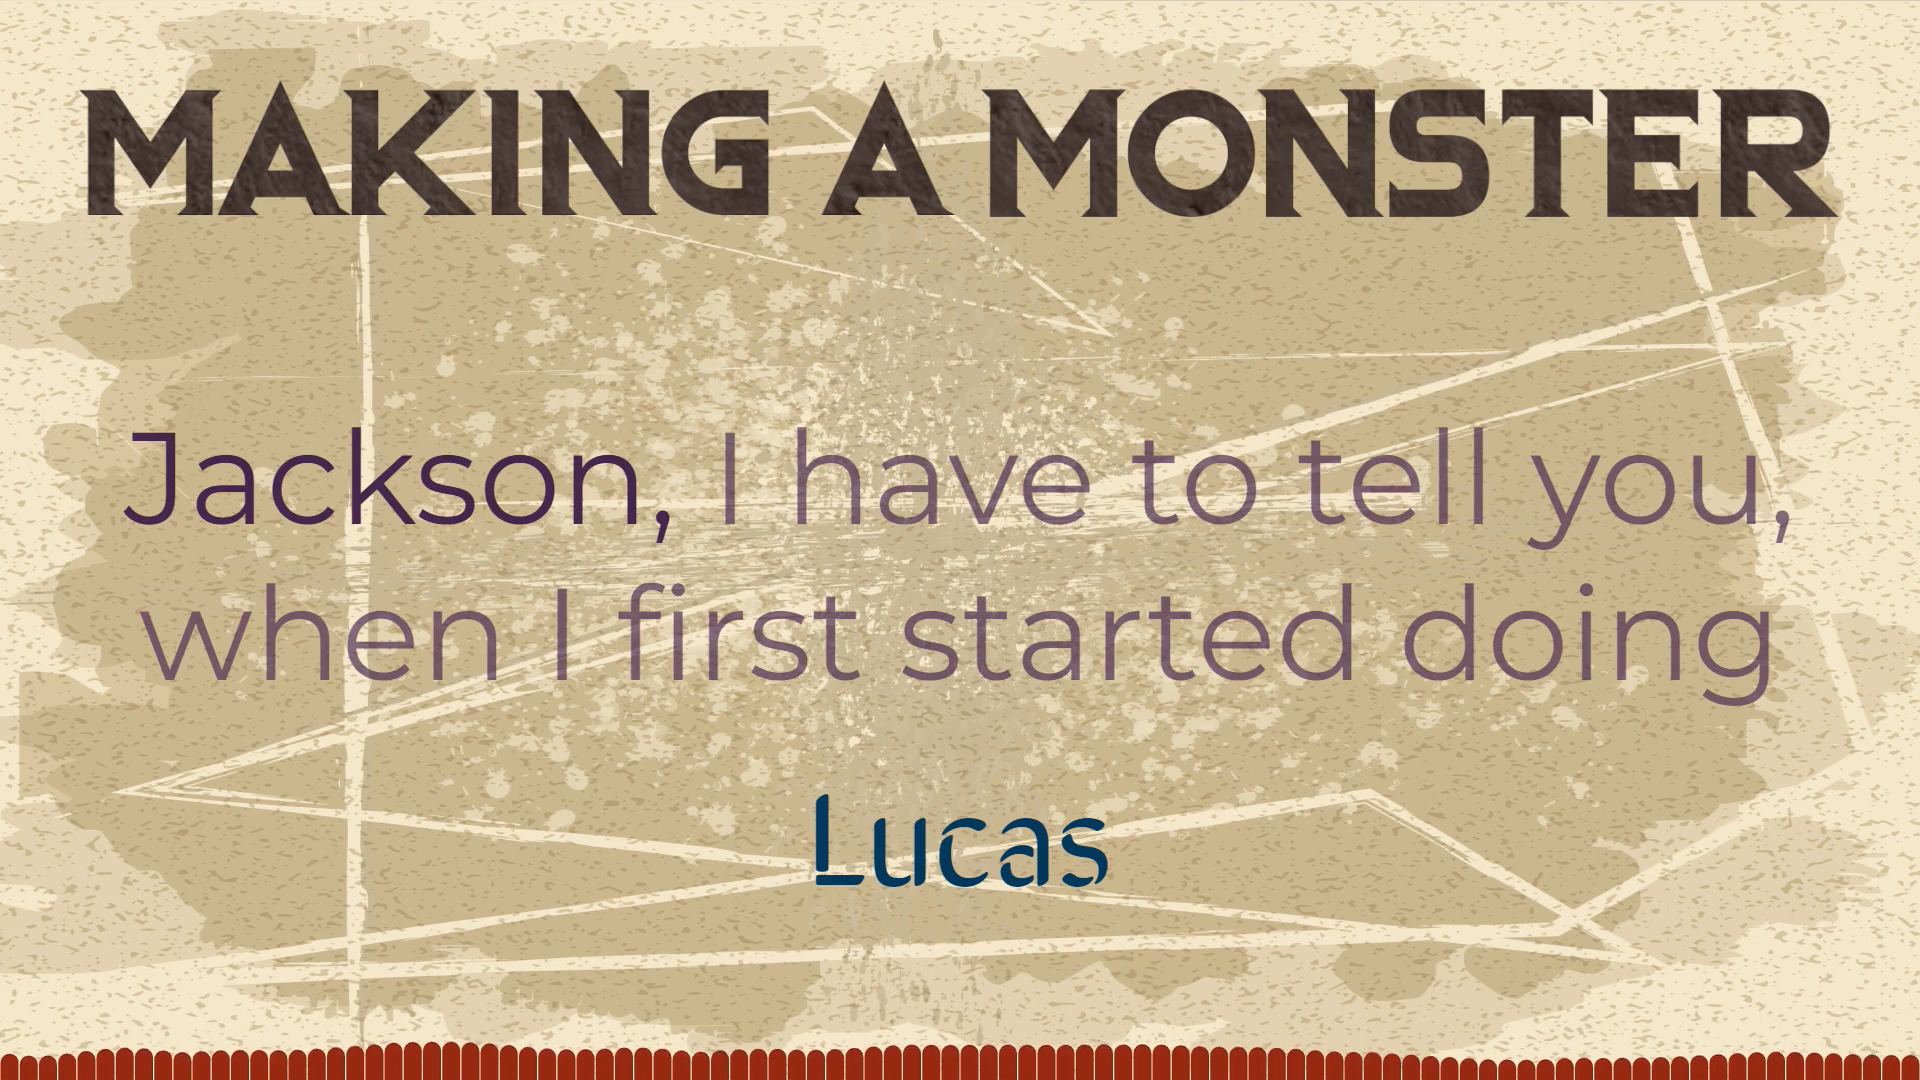 MAKING A MONSTER
Jackson, I have to tell you,
when I first started doing
Lucas